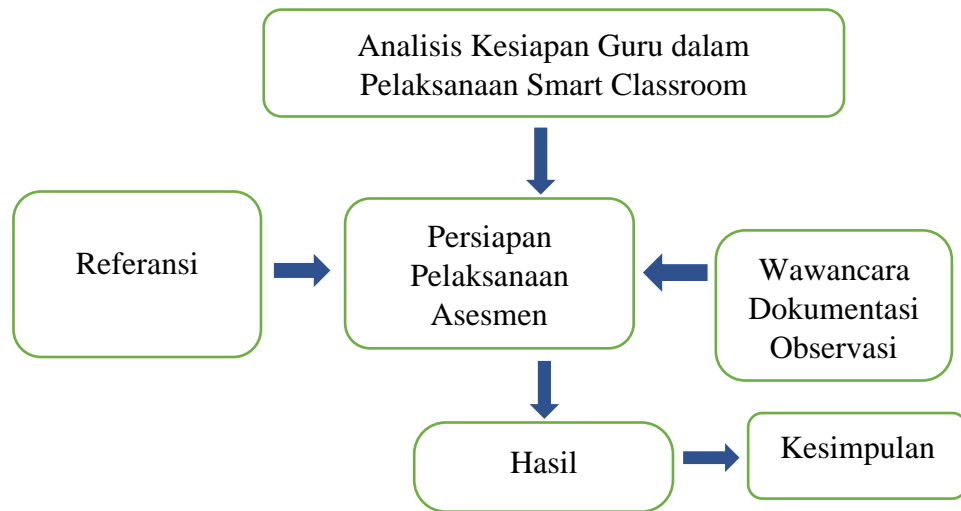 Analisis Kesiapan Guru dalam
Pelaksanaan Smart Classroom
Referansi
Persiapan
Pelaksanaan
Asesmen
Wawancara
Dokumentasi
Observasi
Hasil
Kesimpulan